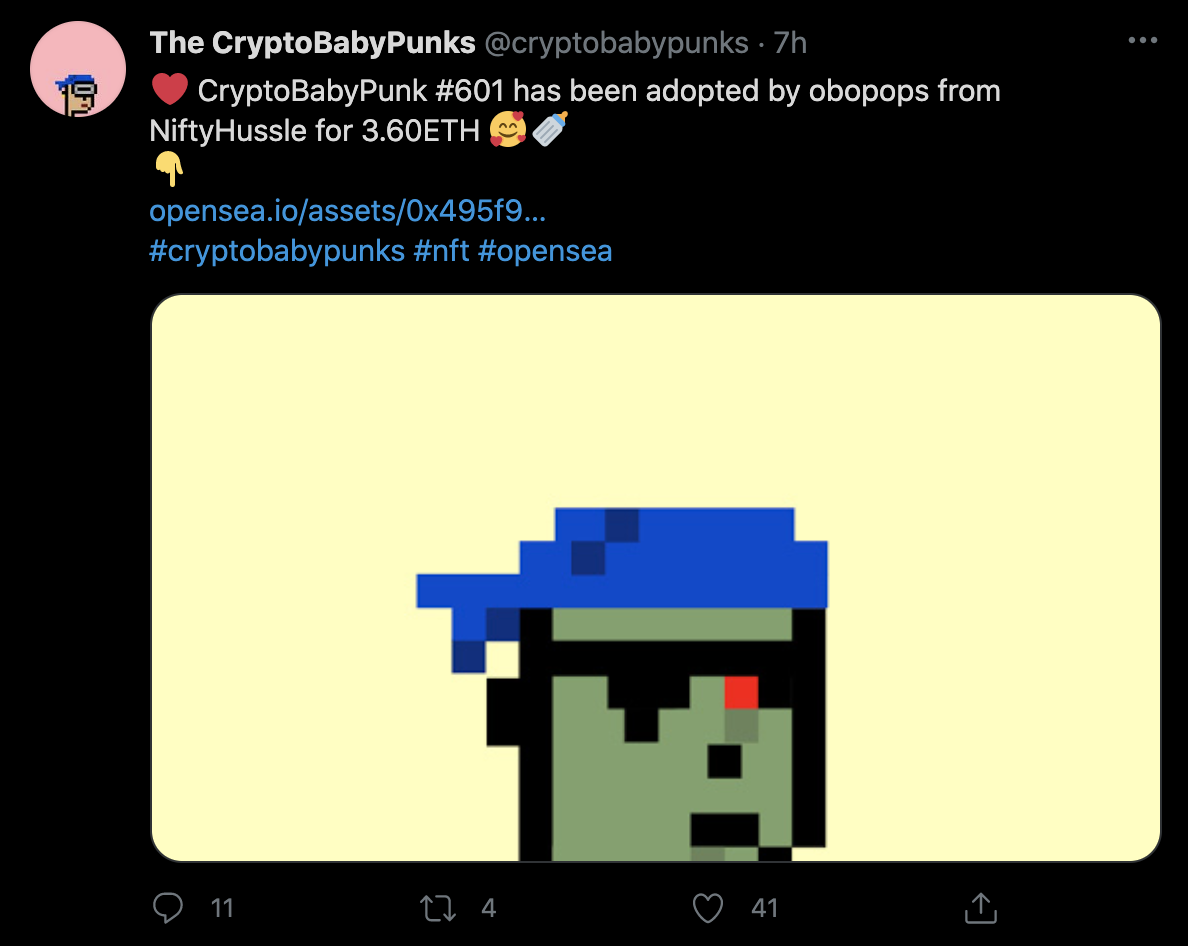 The CryptoBabyPunks @cryptobabypunks · 7h
❤️ CryptoBabyPunk #601 has been adopted by obopops from
NiftyHussle for 3.60ETH 🥰🍼
👇
opensea.io/assets/0x495f9...
#cryptobabypunks #nft #opensea
11 4 41